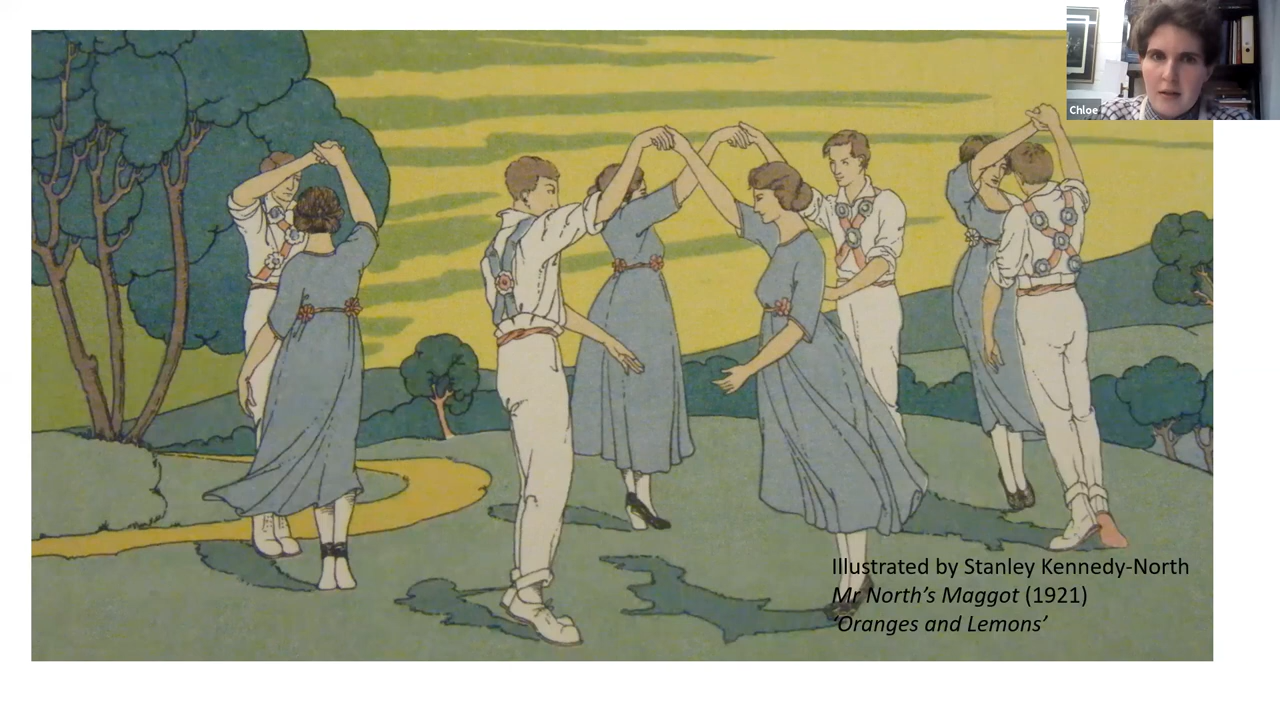 Chloe
Illustrated by Stanley Kennedy-North
Mr North's Maggot (1921)
'Oranges and Lemons'